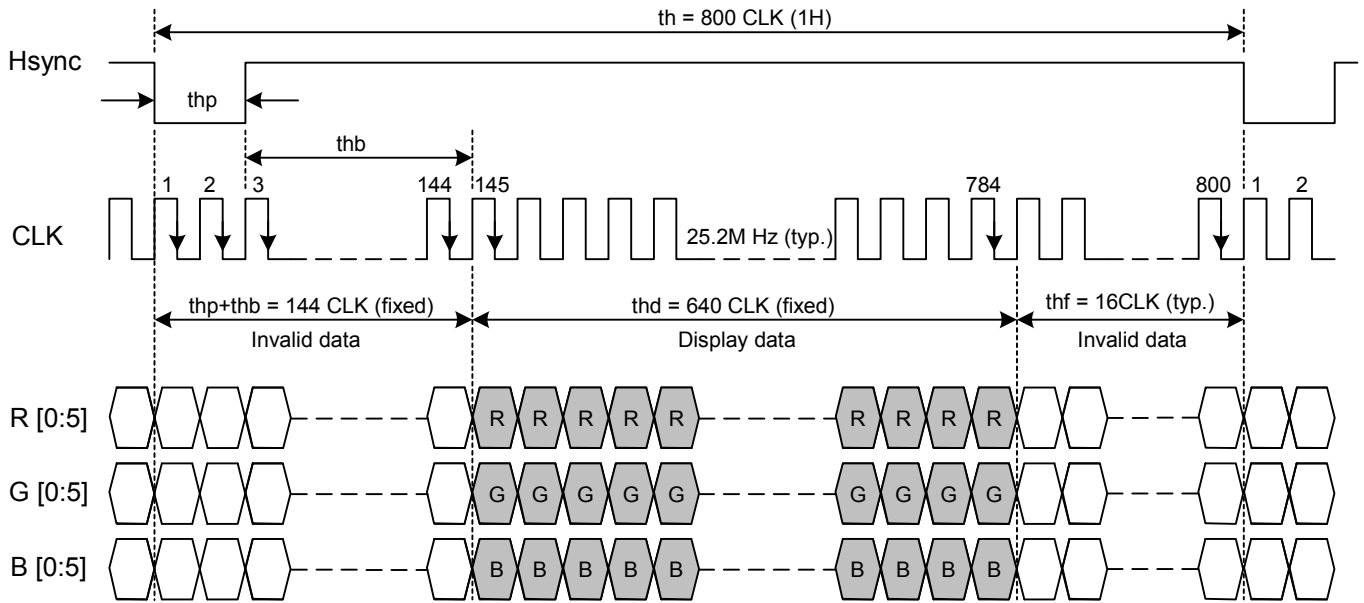 th = 800 CLK (1H)
Hsync
thp
thb
1 2 3 144 145 784 800 1 2
CLK
25.2M Hz (typ.)
thp+thb = 144 CLK (fixed) thd = 640 CLK (fixed) thf = 16CLK (typ.)
Invalid data Display data Invalid data
R [0:5] R R R R R R R R R
G [0:5] G G G G G G G G G
B [0:5] B B B B B B B B B